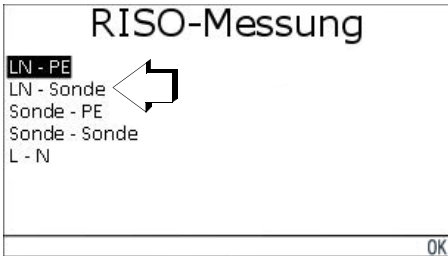 RISO-Messung
LN - PE
LN - Sonde
Sonde - PE
Sonde - Sonde
L - N
OK